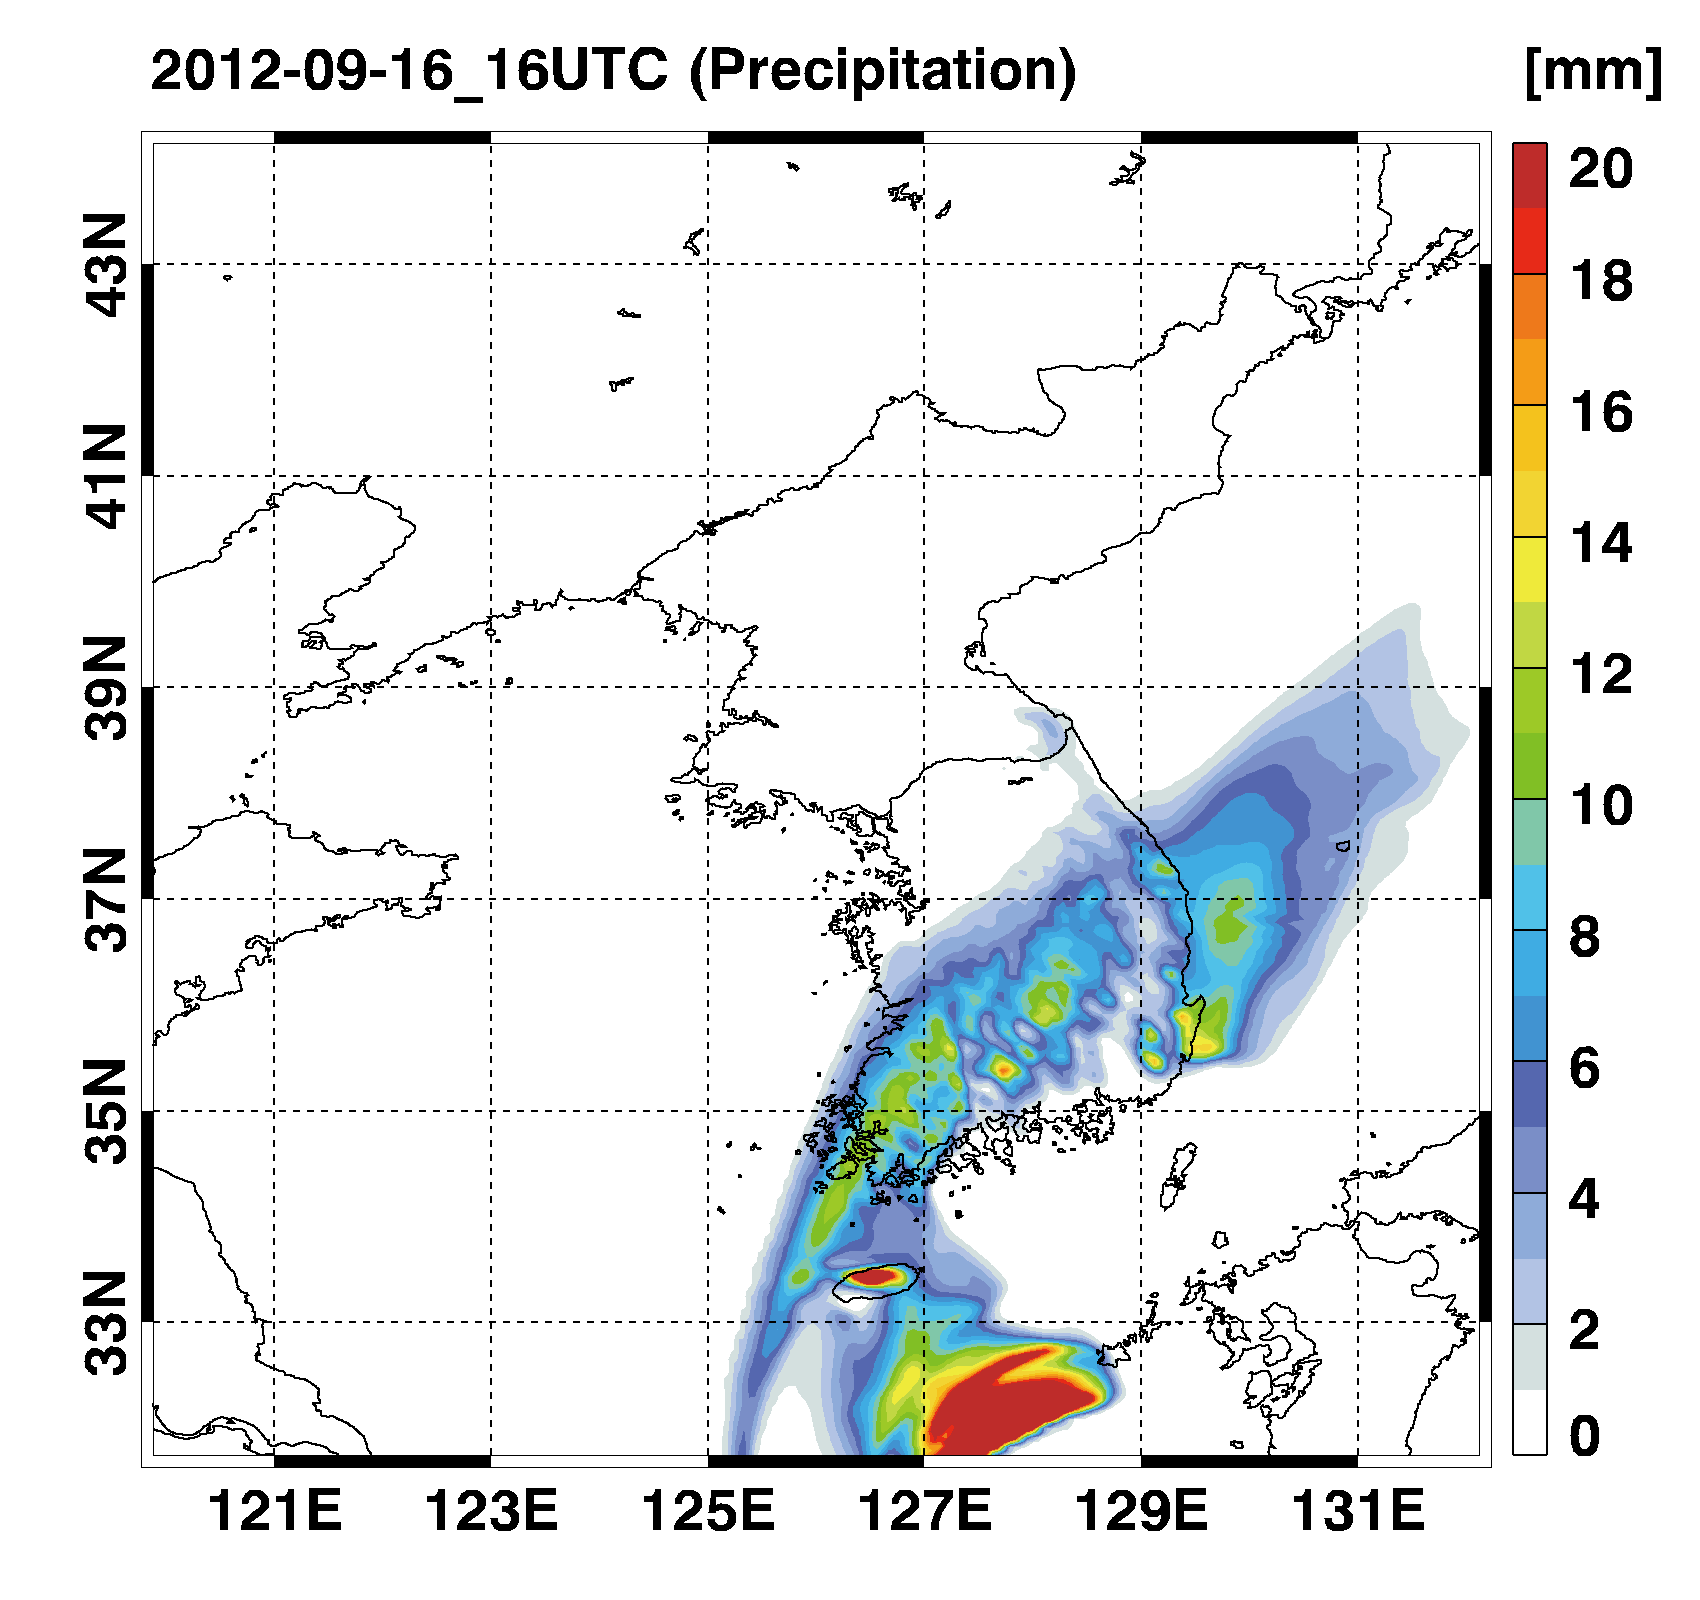 2012-09-16_16UTC (Precipitation)
[mm]
43N
41N
39N
37N
35N
33N
121E
123E
125E
127E
129E
131E
20
18
16
14
12
10
8
6
4
2
0